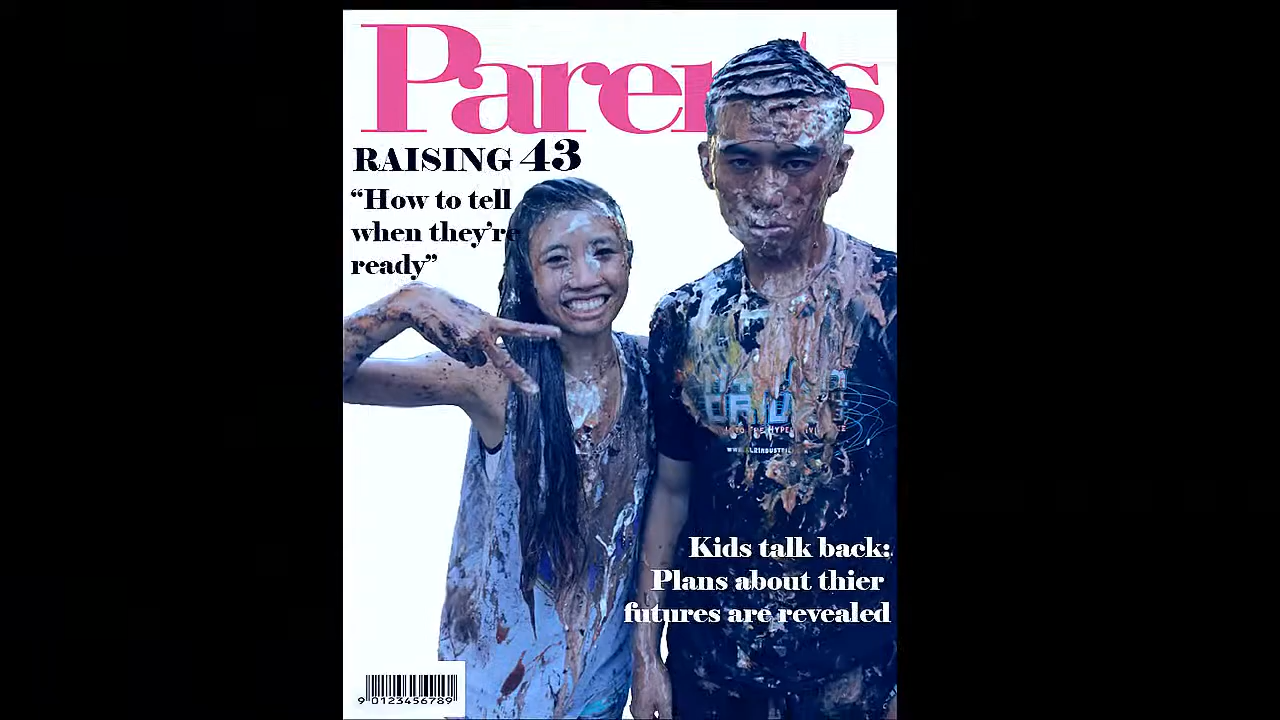 Parents
RAISING 43
“How to tell
when they’re
ready”
Kids talk back:
Plans about thier
futures are revealed
9 0123456789